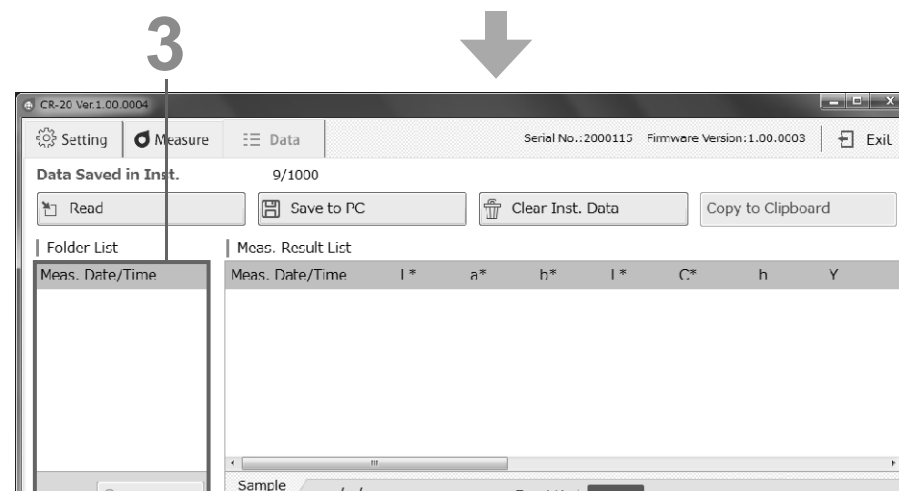 3
CR-20 Ver.1.00.0004
Setting Measure Data Serial No.:2000115 Firmware Version:1.00.0003 Exit
Data Saved in Inst. 9/1000
Read Save to PC Clear Inst. Data Copy to Clipboard
Folder List Meas. Result List
Meas. Date/Time Meas. Date/Time L* a* b* L* C* h Y
Sample